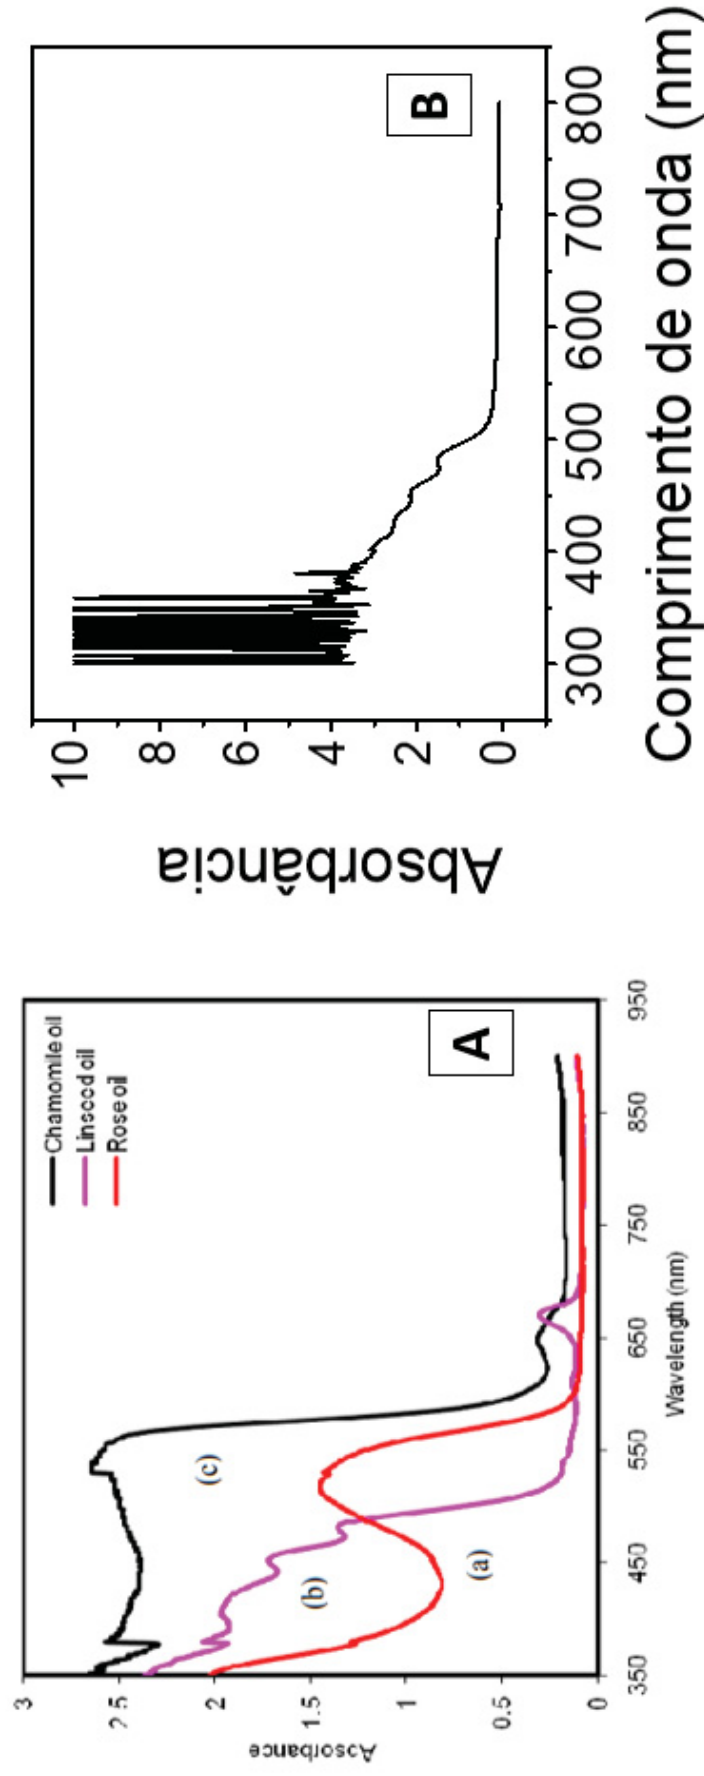 3
2.5
2
1.5
1
0.5
0
Absorbance
Chamomile oil
Linseed oil
Rose oil
A
(c)
(b)
(a)
350
450
550
650
750
850
950
Wavelength (nm)
10
8
6
4
2
0
Absorbância
B
300
400
500
600
700
800
Comprimento de onda (nm)